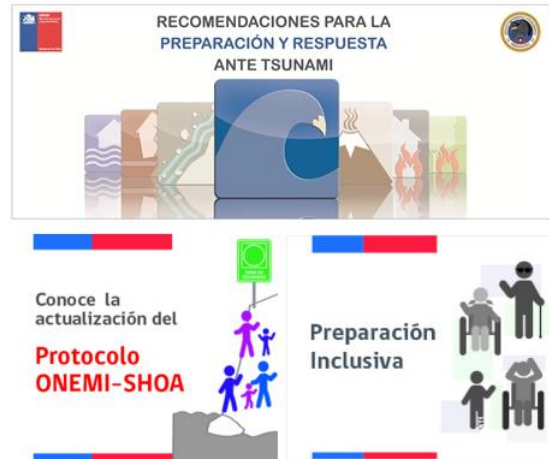 RECOMENDACIONES PARA LA
PREPARACIÓN Y RESPUESTA
ANTE TSUNAMI
Conoce la
actualización del
Protocolo
ONEMI-SHOA
Preparación
Inclusiva